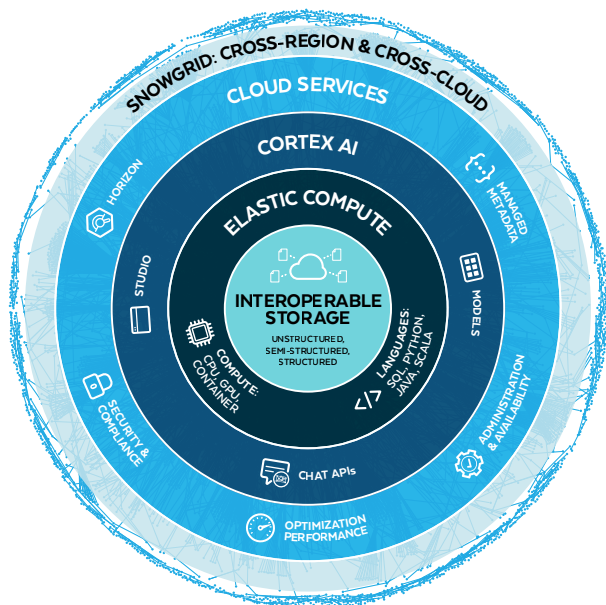 SNOWGRID: CROSS-REGION & CROSS-CLOUD
CLOUD SERVICES
CORTEX AI
ELASTIC COMPUTE
INTEROPERABLE
STORAGE
UNSTRUCTURED,
SEMI-STRUCTURED,
STRUCTURED
COMPUTE:
CPU, GPU,
CONTAINER
LANGUAGES:
SQL, PYTHON,
JAVA, SCALA
STUDIO
MODELS
CHAT APIs
HORIZON
MANAGED
METADATA
SECURITY &
COMPLIANCE
ADMINISTRATION
& AVAILABILITY
OPTIMIZATION
PERFORMANCE